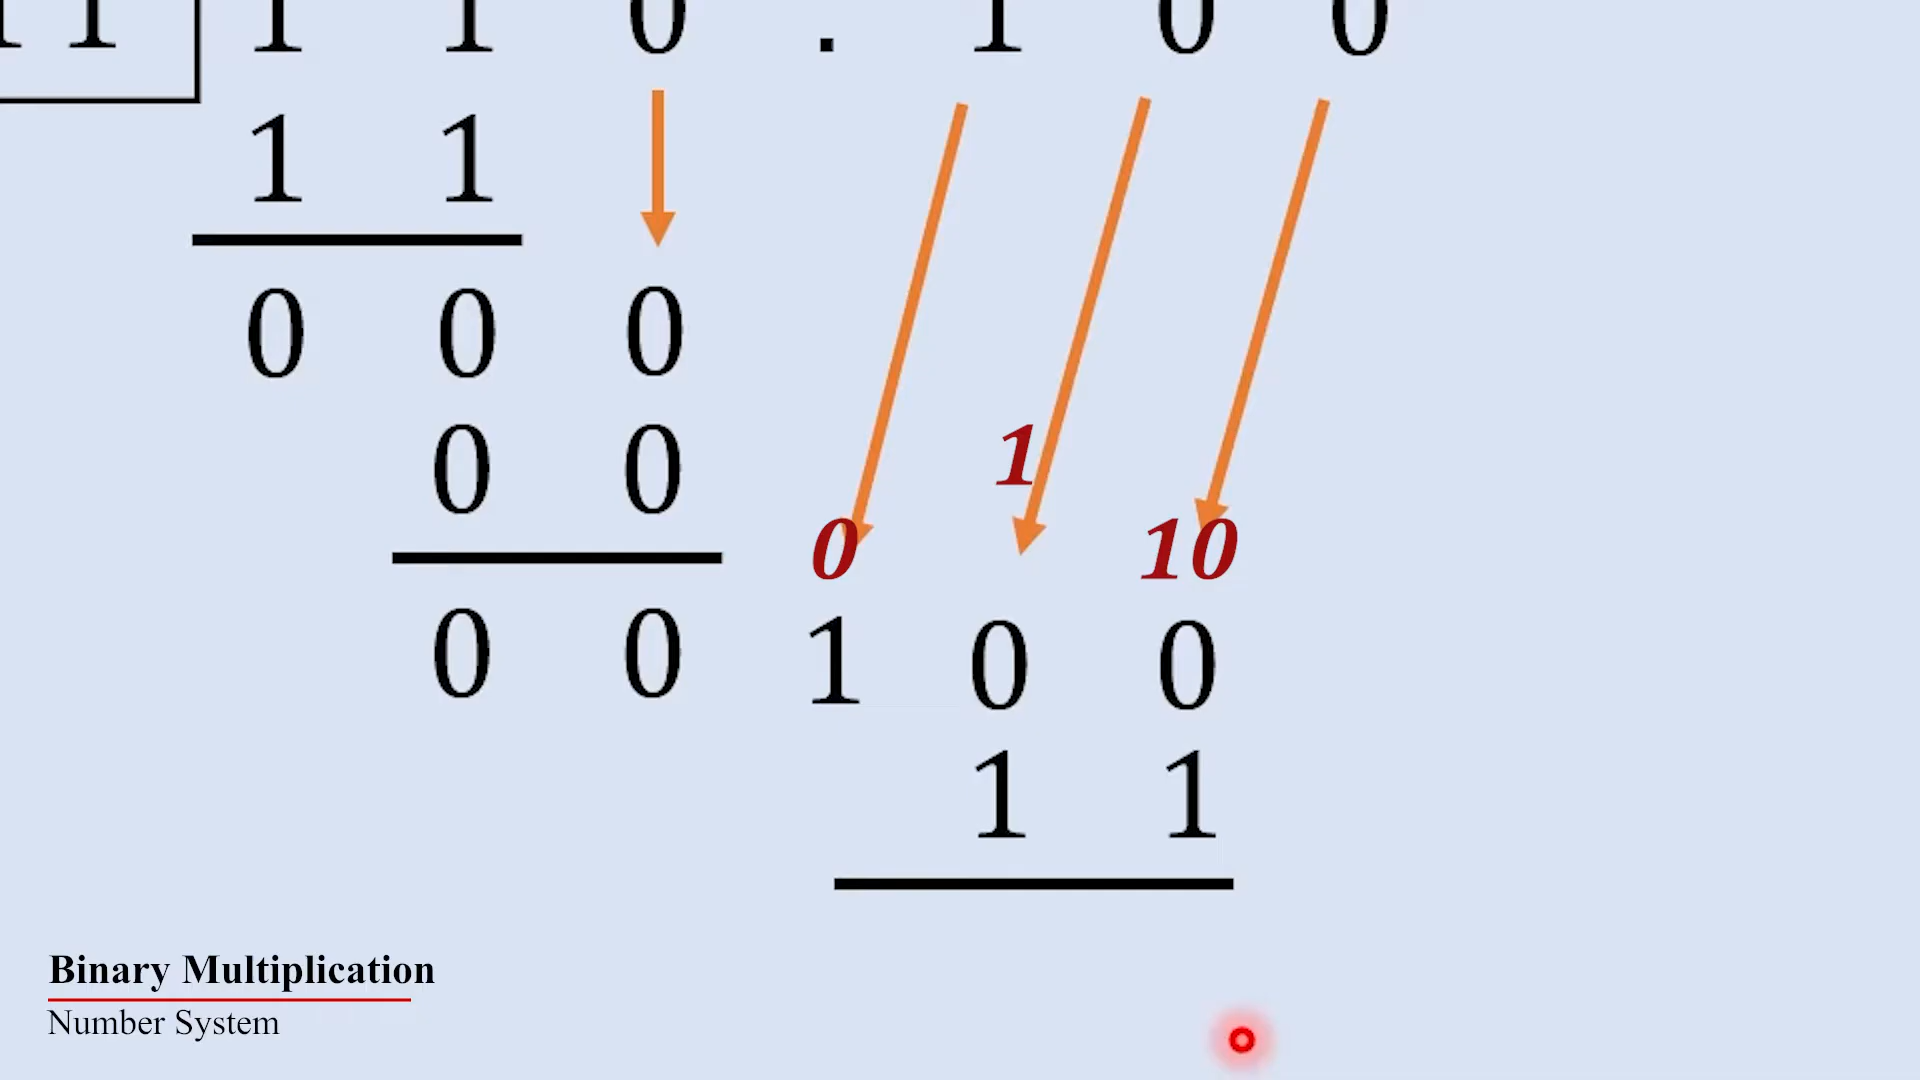 1 1 1 1 0 . 1 0 0
1 1
0 0 0
1
0 0
0 10
0 0 1 0 0
1 1
Binary Multiplication
Number System